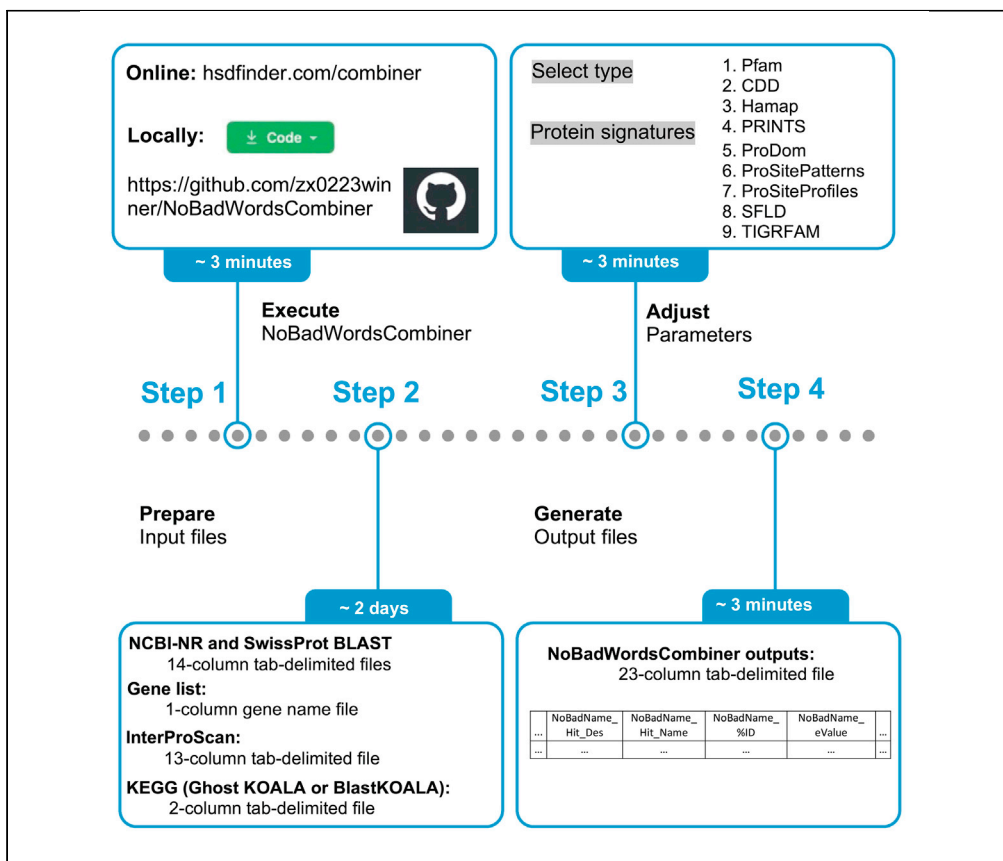 Online: hsdfinder.com/combiner
Locally:
Code
https://github.com/zx0223win
ner/NoBadWordsCombiner
~ 3 minutes
Select type
Protein signatures
1. Pfam
2. CDD
3. Hamap
4. PRINTS
5. ProDom
6. ProSitePatterns
7. ProSiteProfiles
8. SFLD
9. TIGRFAM
~ 3 minutes
Execute
NoBadWordsCombiner
Adjust
Parameters
Step 1
Step 2
Step 3
Step 4
Prepare
Input files
Generate
Output files
~ 2 days
NCBI-NR and SwissProt BLAST
14-column tab-delimited files
Gene list:
1-column gene name file
InterProScan:
13-column tab-delimited file
KEGG (Ghost KOALA or BlastKOALA):
2-column tab-delimited file
~ 3 minutes
NoBadWordsCombiner outputs:
23-column tab-delimited file
... NoBadName_ NoBadName_ NoBadName_ NoBadName_ ...
Hit_Des Hit_Name %ID eValue
... ... ... ... ... ...